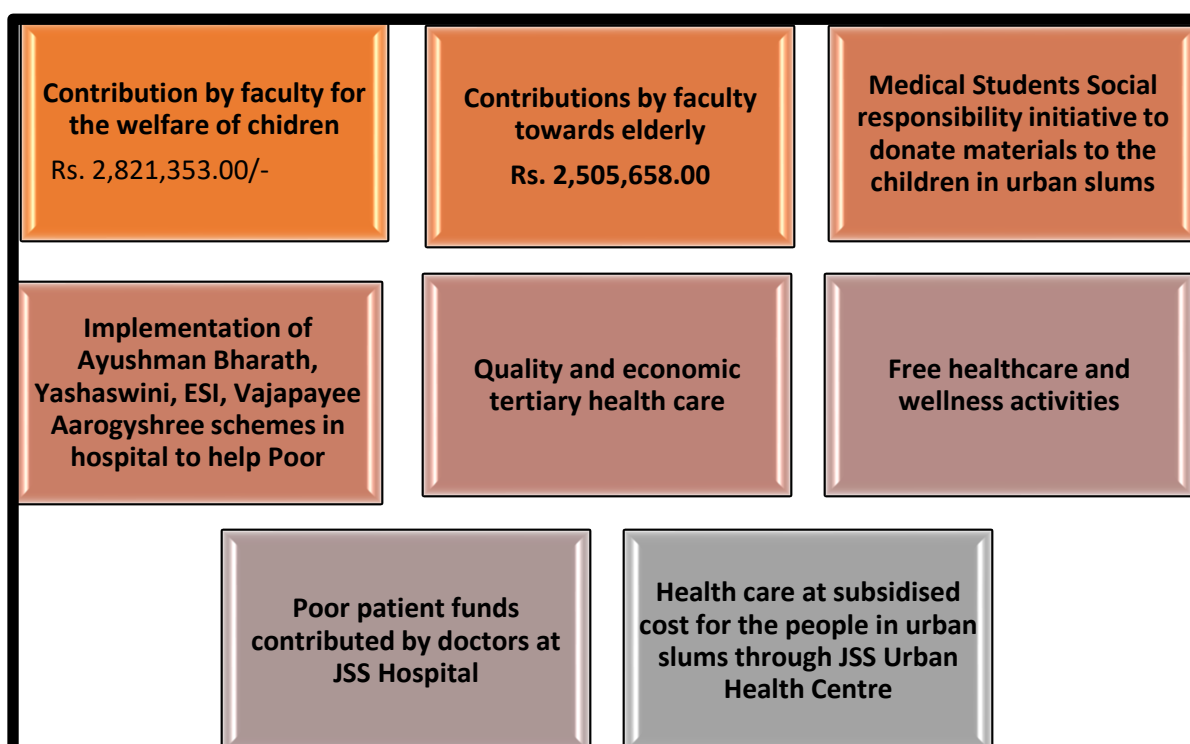 Contribution by faculty for
the welfare of chidren
Rs. 2,821,353.00/-
Contributions by faculty
towards elderly
Rs. 2,505,658.00
Medical Students Social
responsibility initiative to
donate materials to the
children in urban slums
Implementation of
Ayushman Bharath,
Yashaswini, ESI, Vajapayee
Aarogyshree schemes in
hospital to help Poor
Quality and economic
tertiary health care
Free healthcare and
wellness activities
Poor patient funds
contributed by doctors at
JSS Hospital
Health care at subsidised
cost for the people in urban
slums through JSS Urban
Health Centre